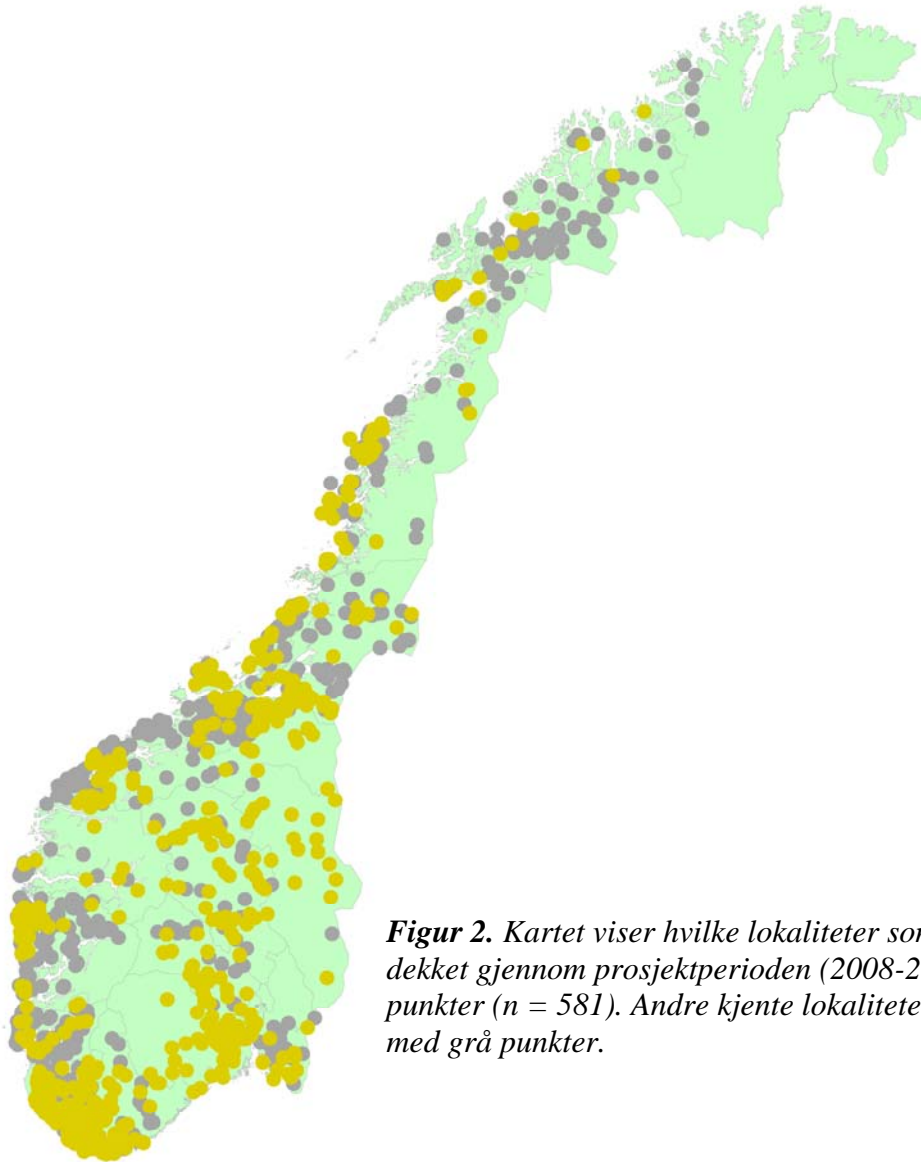 Figur 2. Kartet viser hvilke lokaliteter som
dekket gjennom prosjektperioden (2008-2
punkter (n = 581). Andre kjente lokalitete
med grå punkter.